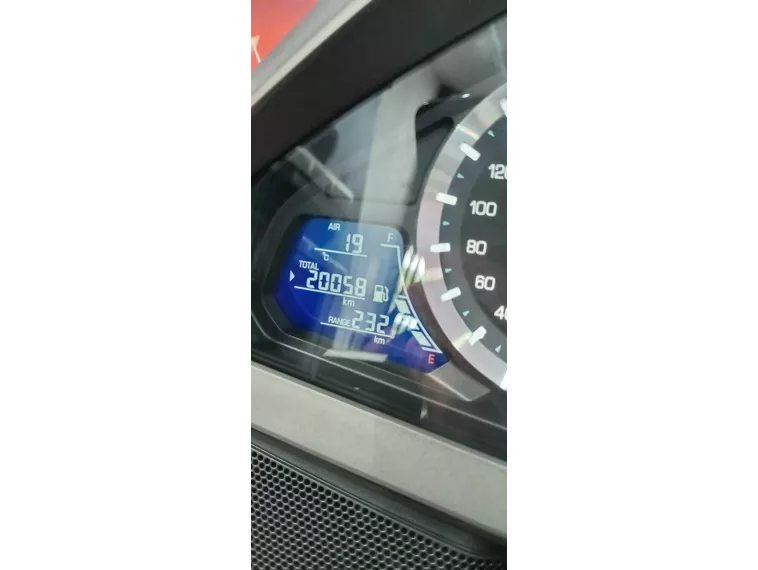 AIR
19 F
°C
TOTAL
20058
km
RANGE 232
km
E
120
100
80
60